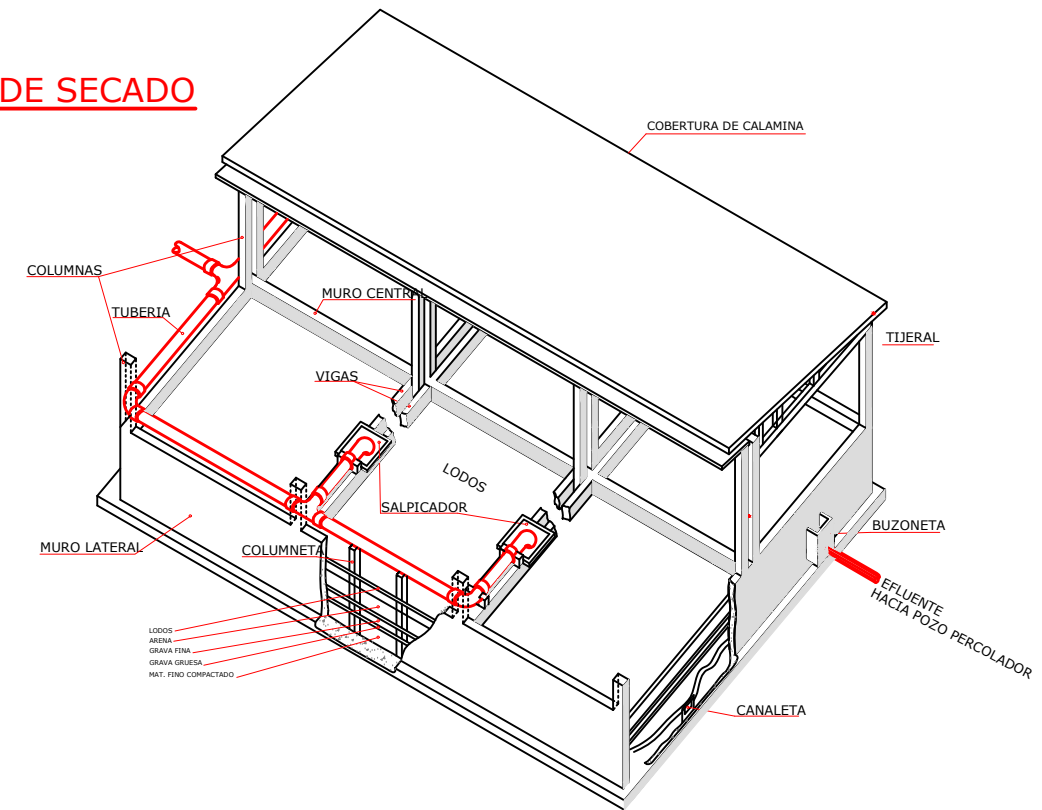 DE SECADO
COBERTURA DE CALAMINA
COLUMNAS
MURO CENTRAL
TUBERIA
TIJERAL
VIGAS
LODOS
SALPICADOR
BUZONETA
MURO LATERAL
COLUMNETA
EFLUENTE
HACIA POZO PERCOLADOR
LODOS
ARENA
GRAVA FINA
GRAVA GRUESA
MAT. FINO COMPACTADO
CANALETA